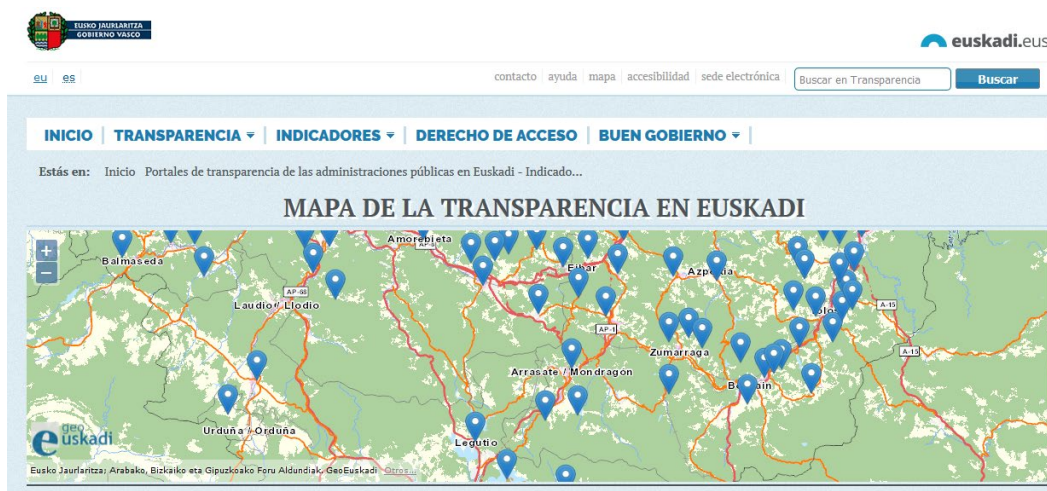 EUSKO JAURLARITZA
GOBIERNO VASCO
euskadi.eus
eu es
contacto ayuda mapa accesibilidad sede electrónica
Buscar en Transparencia
Buscar
INICIO TRANSPARENCIA INDICADORES DERECHO DE ACCESO BUEN GOBIERNO
Estás en: Inicio Portales de transparencia de las administraciones públicas en Euskadi - Indicado...
MAPA DE LA TRANSPARENCIA EN EUSKADI
+
−
Amorebieta
AP-8
Balmaseda
Eibar
AP-68
Laudio / Llodio
A-15
AP-1
Zumarraga
A-15
Arrasate / Mondragón
Urduña / Orduña
Legutio
geo
euskadi
Eusko Jaurlaritza; Arabako, Bizkaiko eta Gipuzkoako Foru Aldundiak, GeoEuskadi Otros...